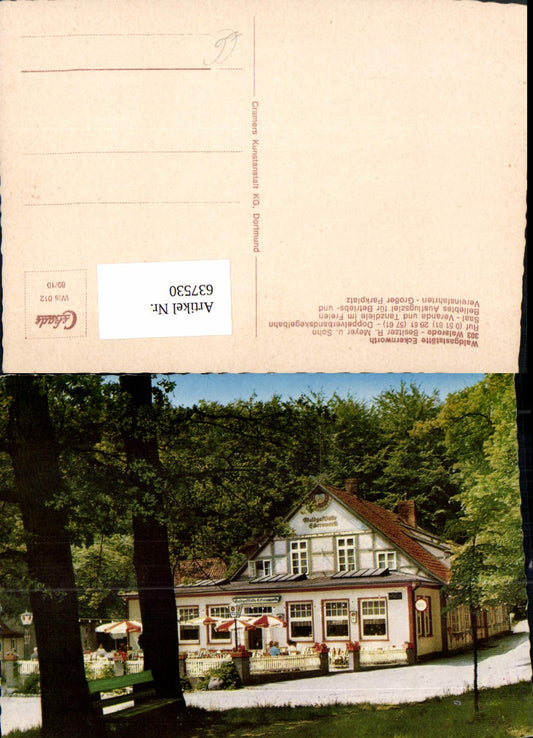 Waldgaststätte Eckernworth
303 Walsrode - Besitzer R. Meyer u. Sohn
Ruf (0 51 61) 25 81 (57 61) - Doppelverbandskegelbahn
Saal - Veranda und Tanzdiele im Freien
Beliebtes Ausflugsziel für Betriebs- und
Vereinsfahrten - Großer Parkplatz
Artikel Nr.
637530
Cramers Kunstanstalt KG, Dortmund
Cekade
Wls 012
69/10
Waldgaststätte
Eckernworth